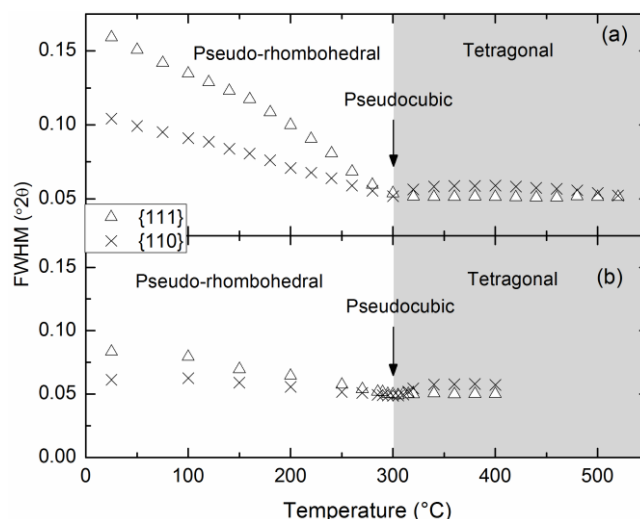 (a)
Pseudo-rhombohedral
Tetragonal
Pseudocubic
0.15
0.10
0.05
{111}
{110}
FWHM (°2θ)
(b)
Pseudo-rhombohedral
Tetragonal
Pseudocubic
0.15
0.10
0.05
0.00
0 100 200 300 400 500
Temperature (°C)